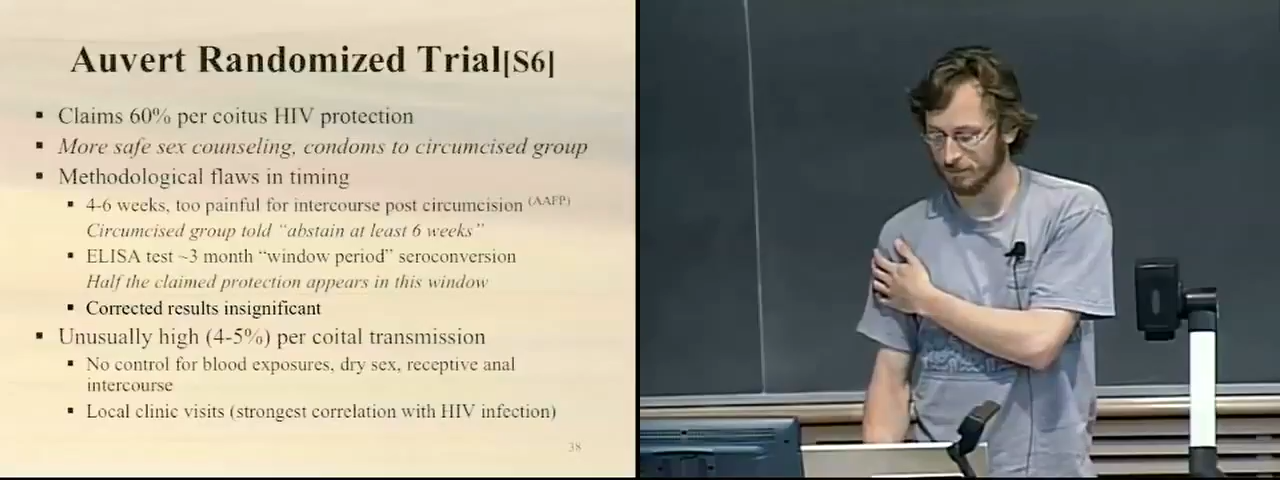 Auvert Randomized Trial[S6]
▪ Claims 60% per coitus HIV protection
▪ More safe sex counseling, condoms to circumcised group
▪ Methodological flaws in timing
▪ 4-6 weeks, too painful for intercourse post circumcision (AAFP)
Circumcised group told “abstain at least 6 weeks”
▪ ELISA test ~3 month “window period” seroconversion
Half the claimed protection appears in this window
▪ Corrected results insignificant
▪ Unusually high (4-5%) per coital transmission
▪ No control for blood exposures, dry sex, receptive anal
intercourse
▪ Local clinic visits (strongest correlation with HIV infection)
38